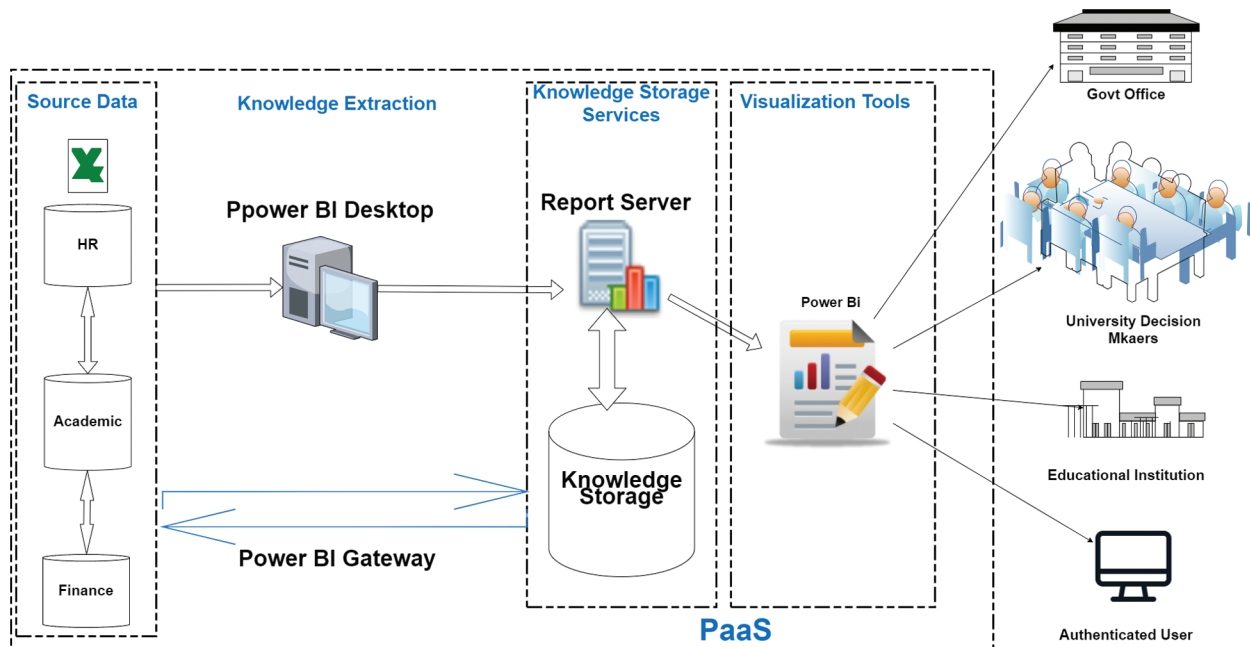 Source Data
HR
Academic
Finance
Knowledge Extraction
Ppower BI Desktop
Power BI Gateway
Knowledge Storage
Services
Report Server
Knowledge
Storage
Visualization Tools
Power Bi
PaaS
Govt Office
University Decision
Mkaers
Educational Institution
Authenticated User